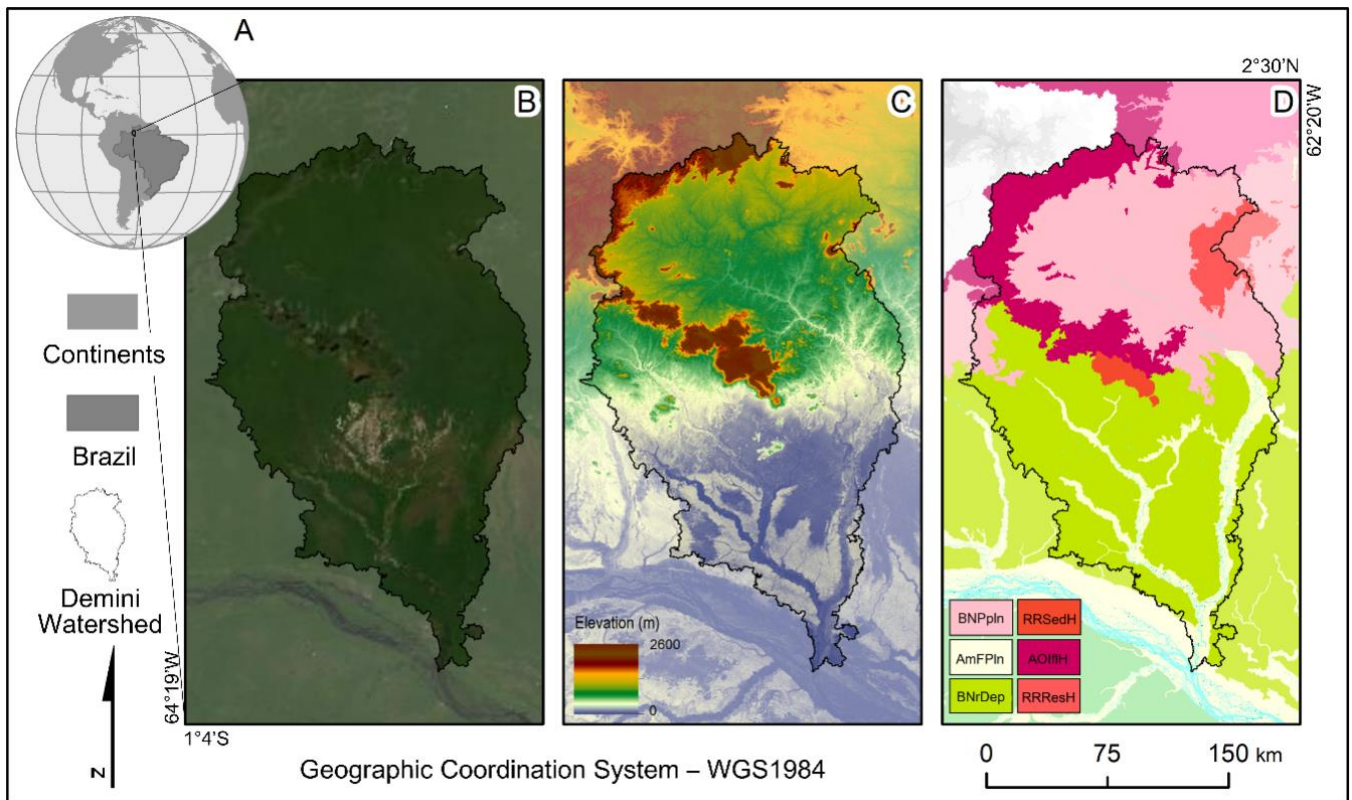 A
B
C
D
2°30'N
62°20'W
Continents
Brazil
Demini
Watershed
N
64°19'W
1°4'S
Elevation (m)
2600
0
BNPpln
RRSedH
AmFPln
AOIflH
BNrDep
RRResH
0
75
150 km
Geographic Coordination System – WGS1984